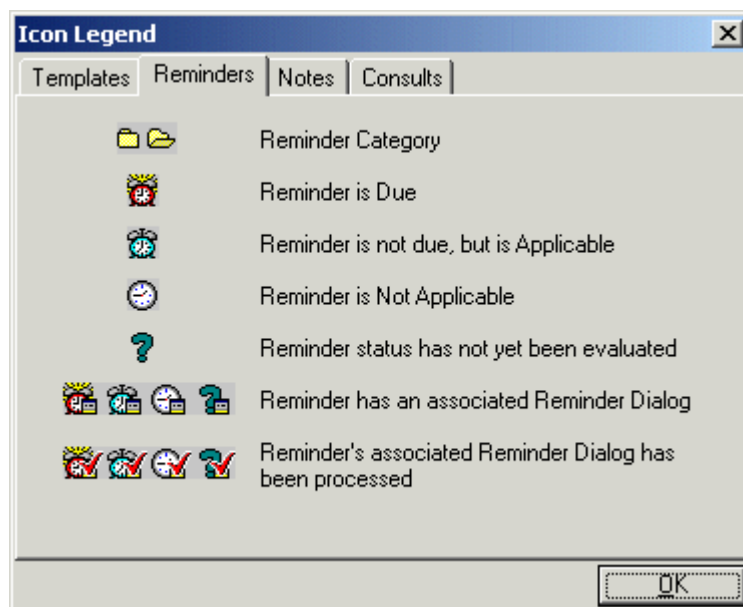 Icon Legend
Templates Reminders Notes Consults
Reminder Category
Reminder is Due
Reminder is not due, but is Applicable
Reminder is Not Applicable
Reminder status has not yet been evaluated
Reminder has an associated Reminder Dialog
Reminder's associated Reminder Dialog has
been processed
OK